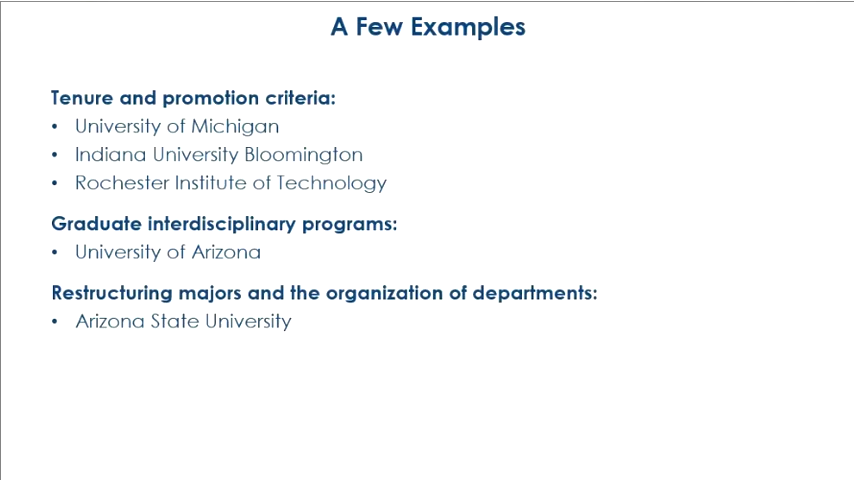 A Few Examples
Tenure and promotion criteria:
• University of Michigan
• Indiana University Bloomington
• Rochester Institute of Technology
Graduate interdisciplinary programs:
• University of Arizona
Restructuring majors and the organization of departments:
• Arizona State University